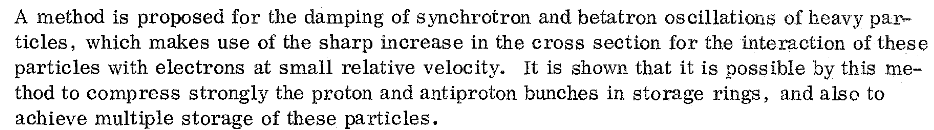 A method is proposed for the damping of synchrotron and betatron oscillations of heavy par-
ticles, which makes use of the sharp increase in the cross section for the interaction of these
particles with electrons at small relative velocity. It is shown that it is possible by this me-
thod to compress strongly the proton and antiproton bunches in storage rings, and also to
achieve multiple storage of these particles.